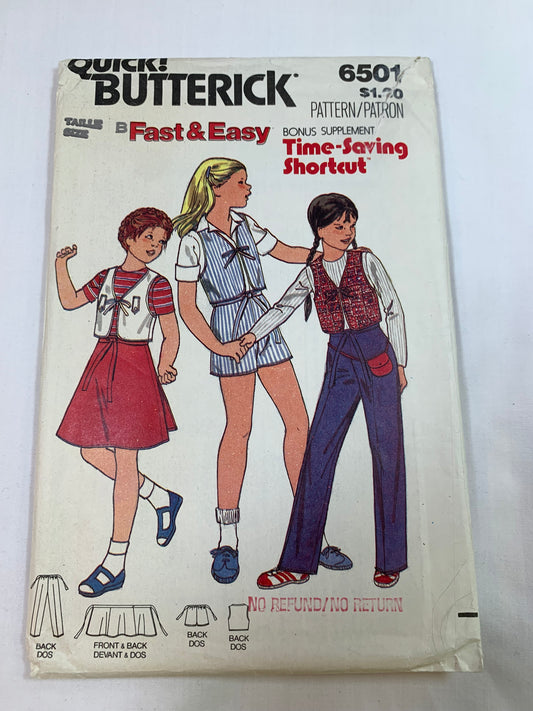 QUICK!
BUTTERICK
6501
$1.20
PATTERN/PATRON
TAILLE
SIZE
B Fast & Easy
BONUS SUPPLEMENT
Time-Saving
Shortcut™
NO REFUND/NO RETURN
BACK
DOS
FRONT & BACK
DEVANT & DOS
BACK
DOS
BACK
DOS